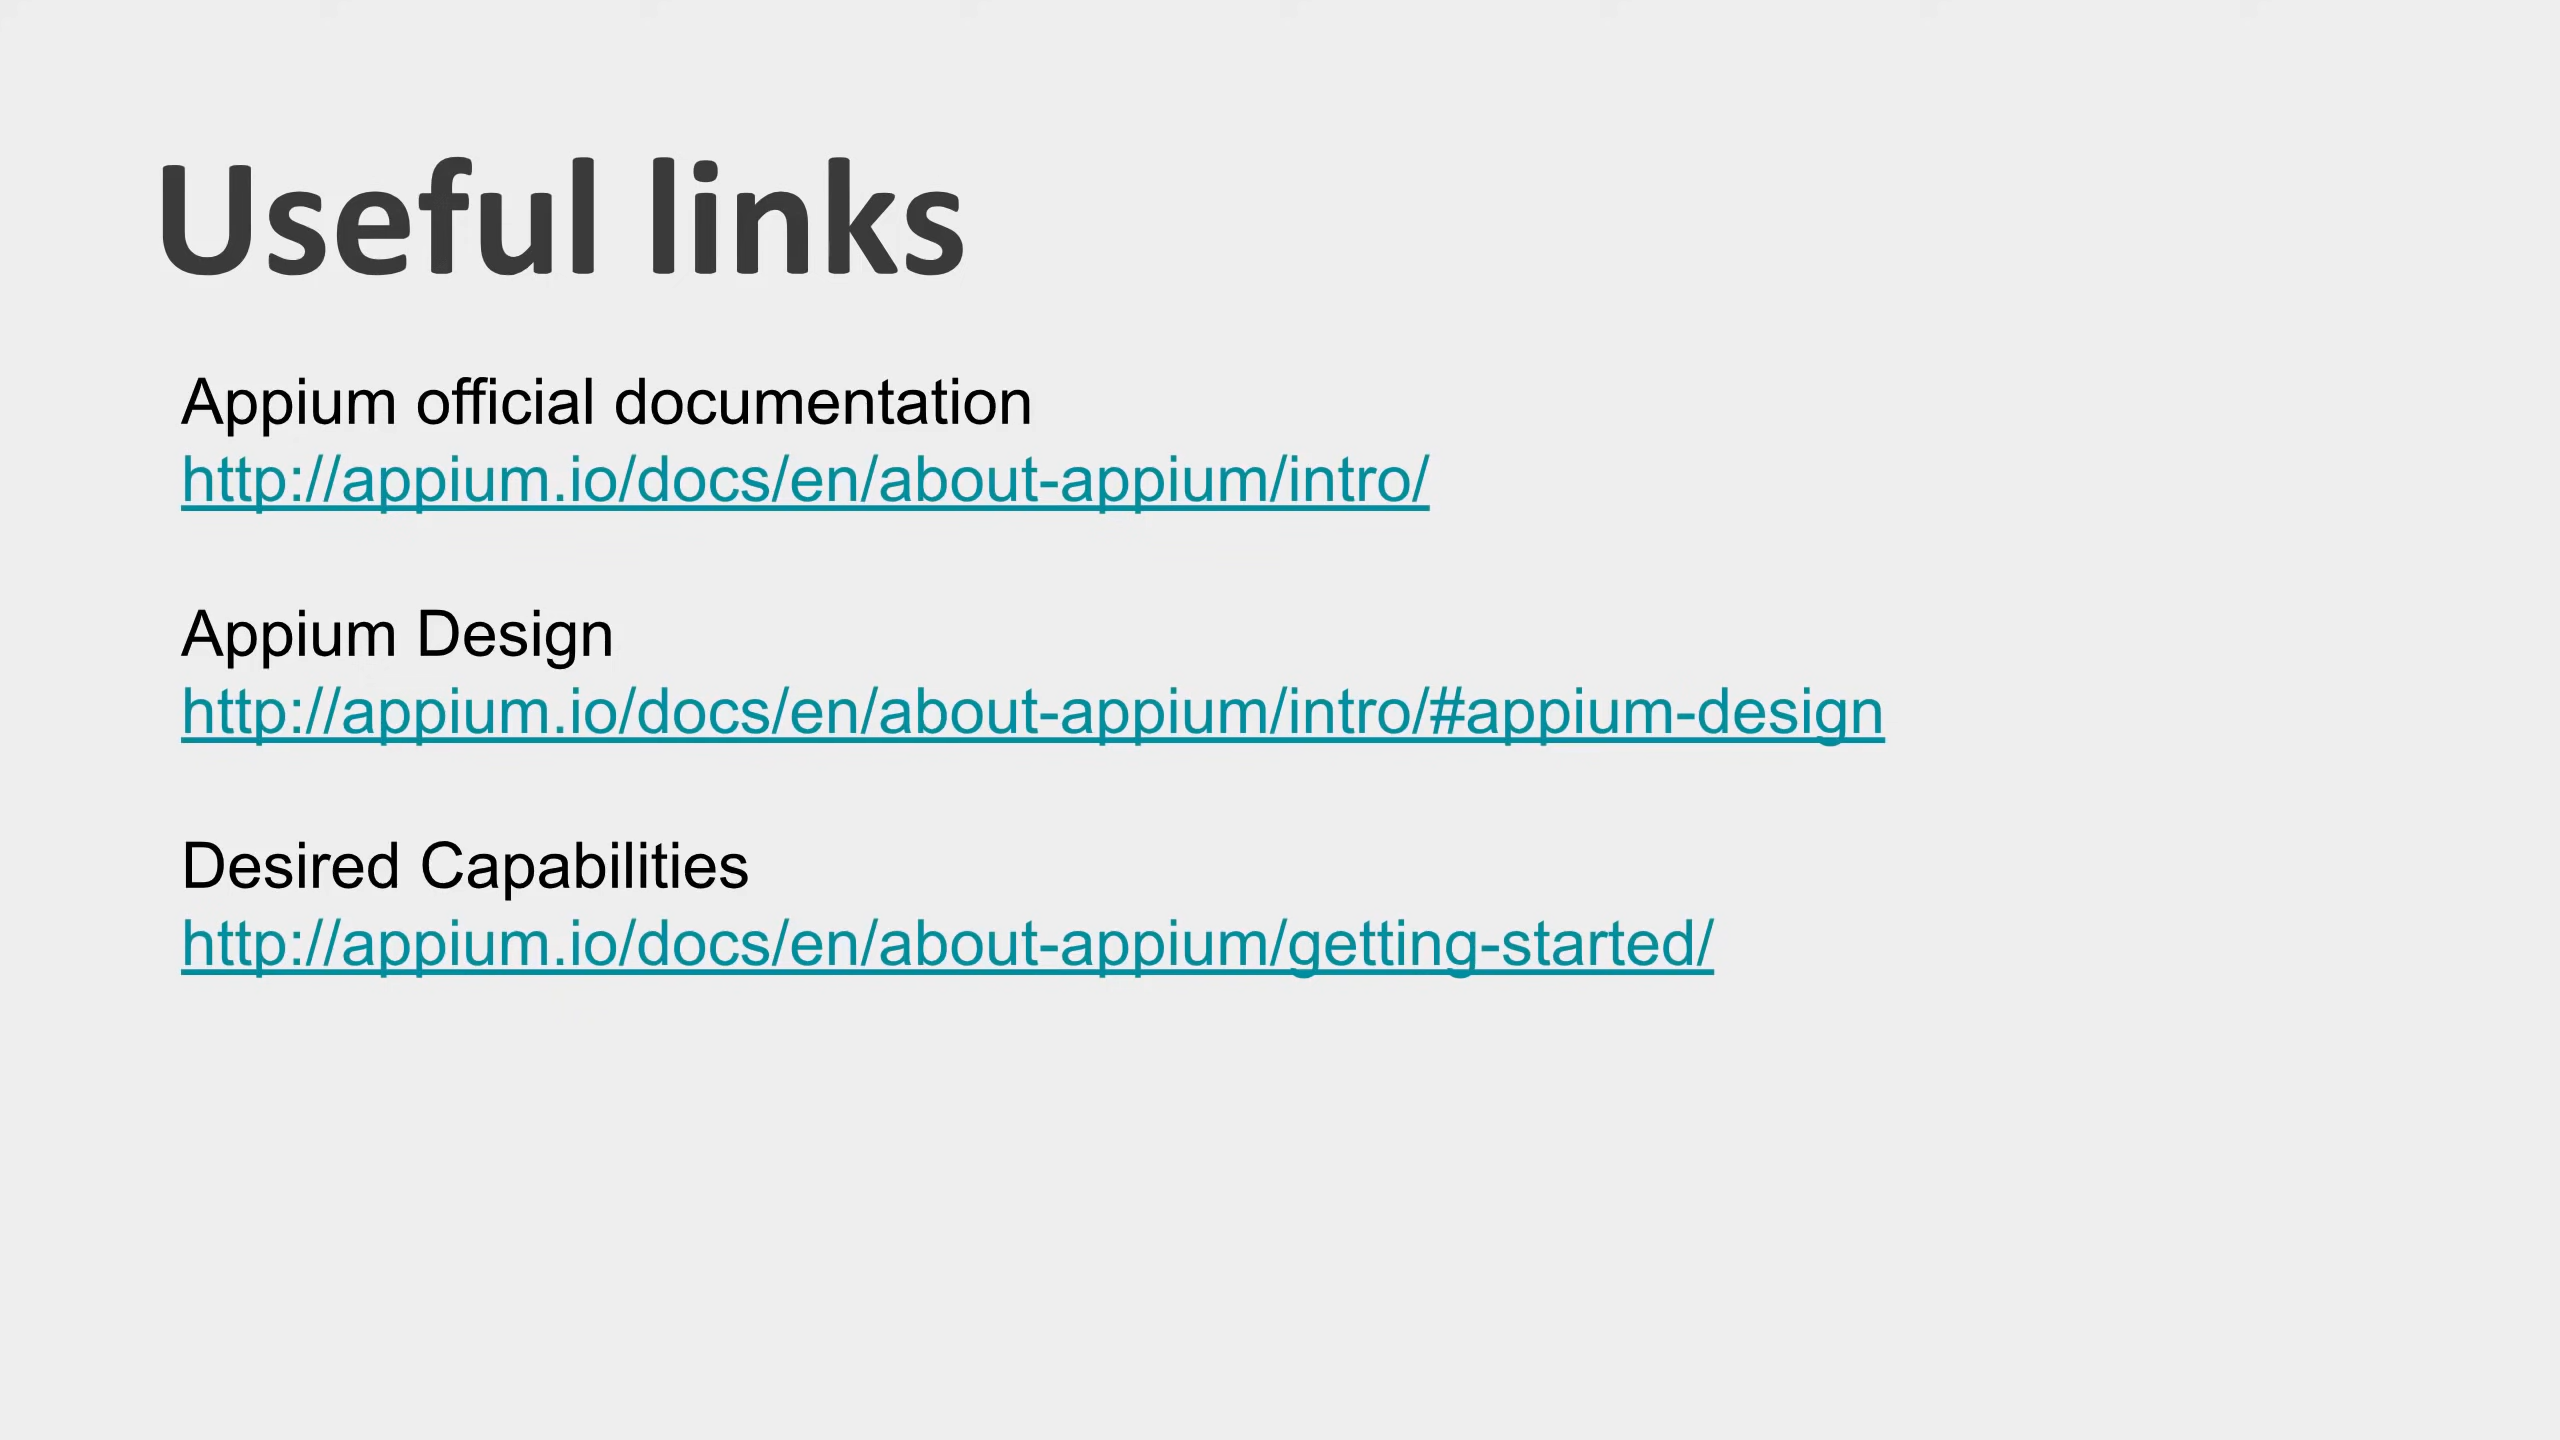 Useful links
Appium official documentation
http://appium.io/docs/en/about-appium/intro/
Appium Design
http://appium.io/docs/en/about-appium/intro/#appium-design
Desired Capabilities
http://appium.io/docs/en/about-appium/getting-started/